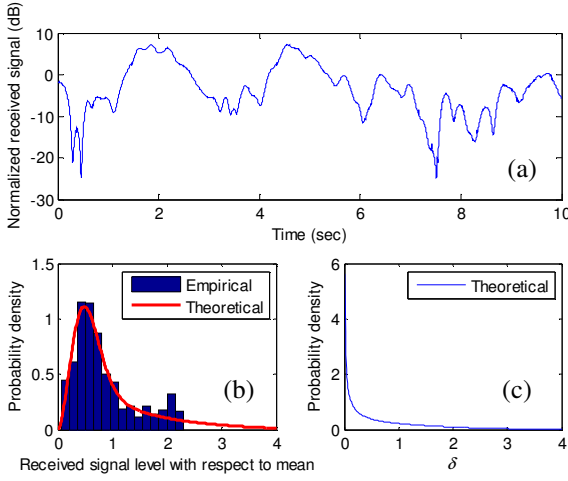 Normalized received signal (dB)
10
0
-10
-20
-30
0
2
4
6
8
10
(a)
Time (sec)
Probability density
1.5
1
0.5
0
Empirical
Theoretical
(b)
0
1
2
3
4
Received signal level with respect to mean
Probability density
6
4
2
0
Theoretical
(c)
0
1
2
3
4
δ